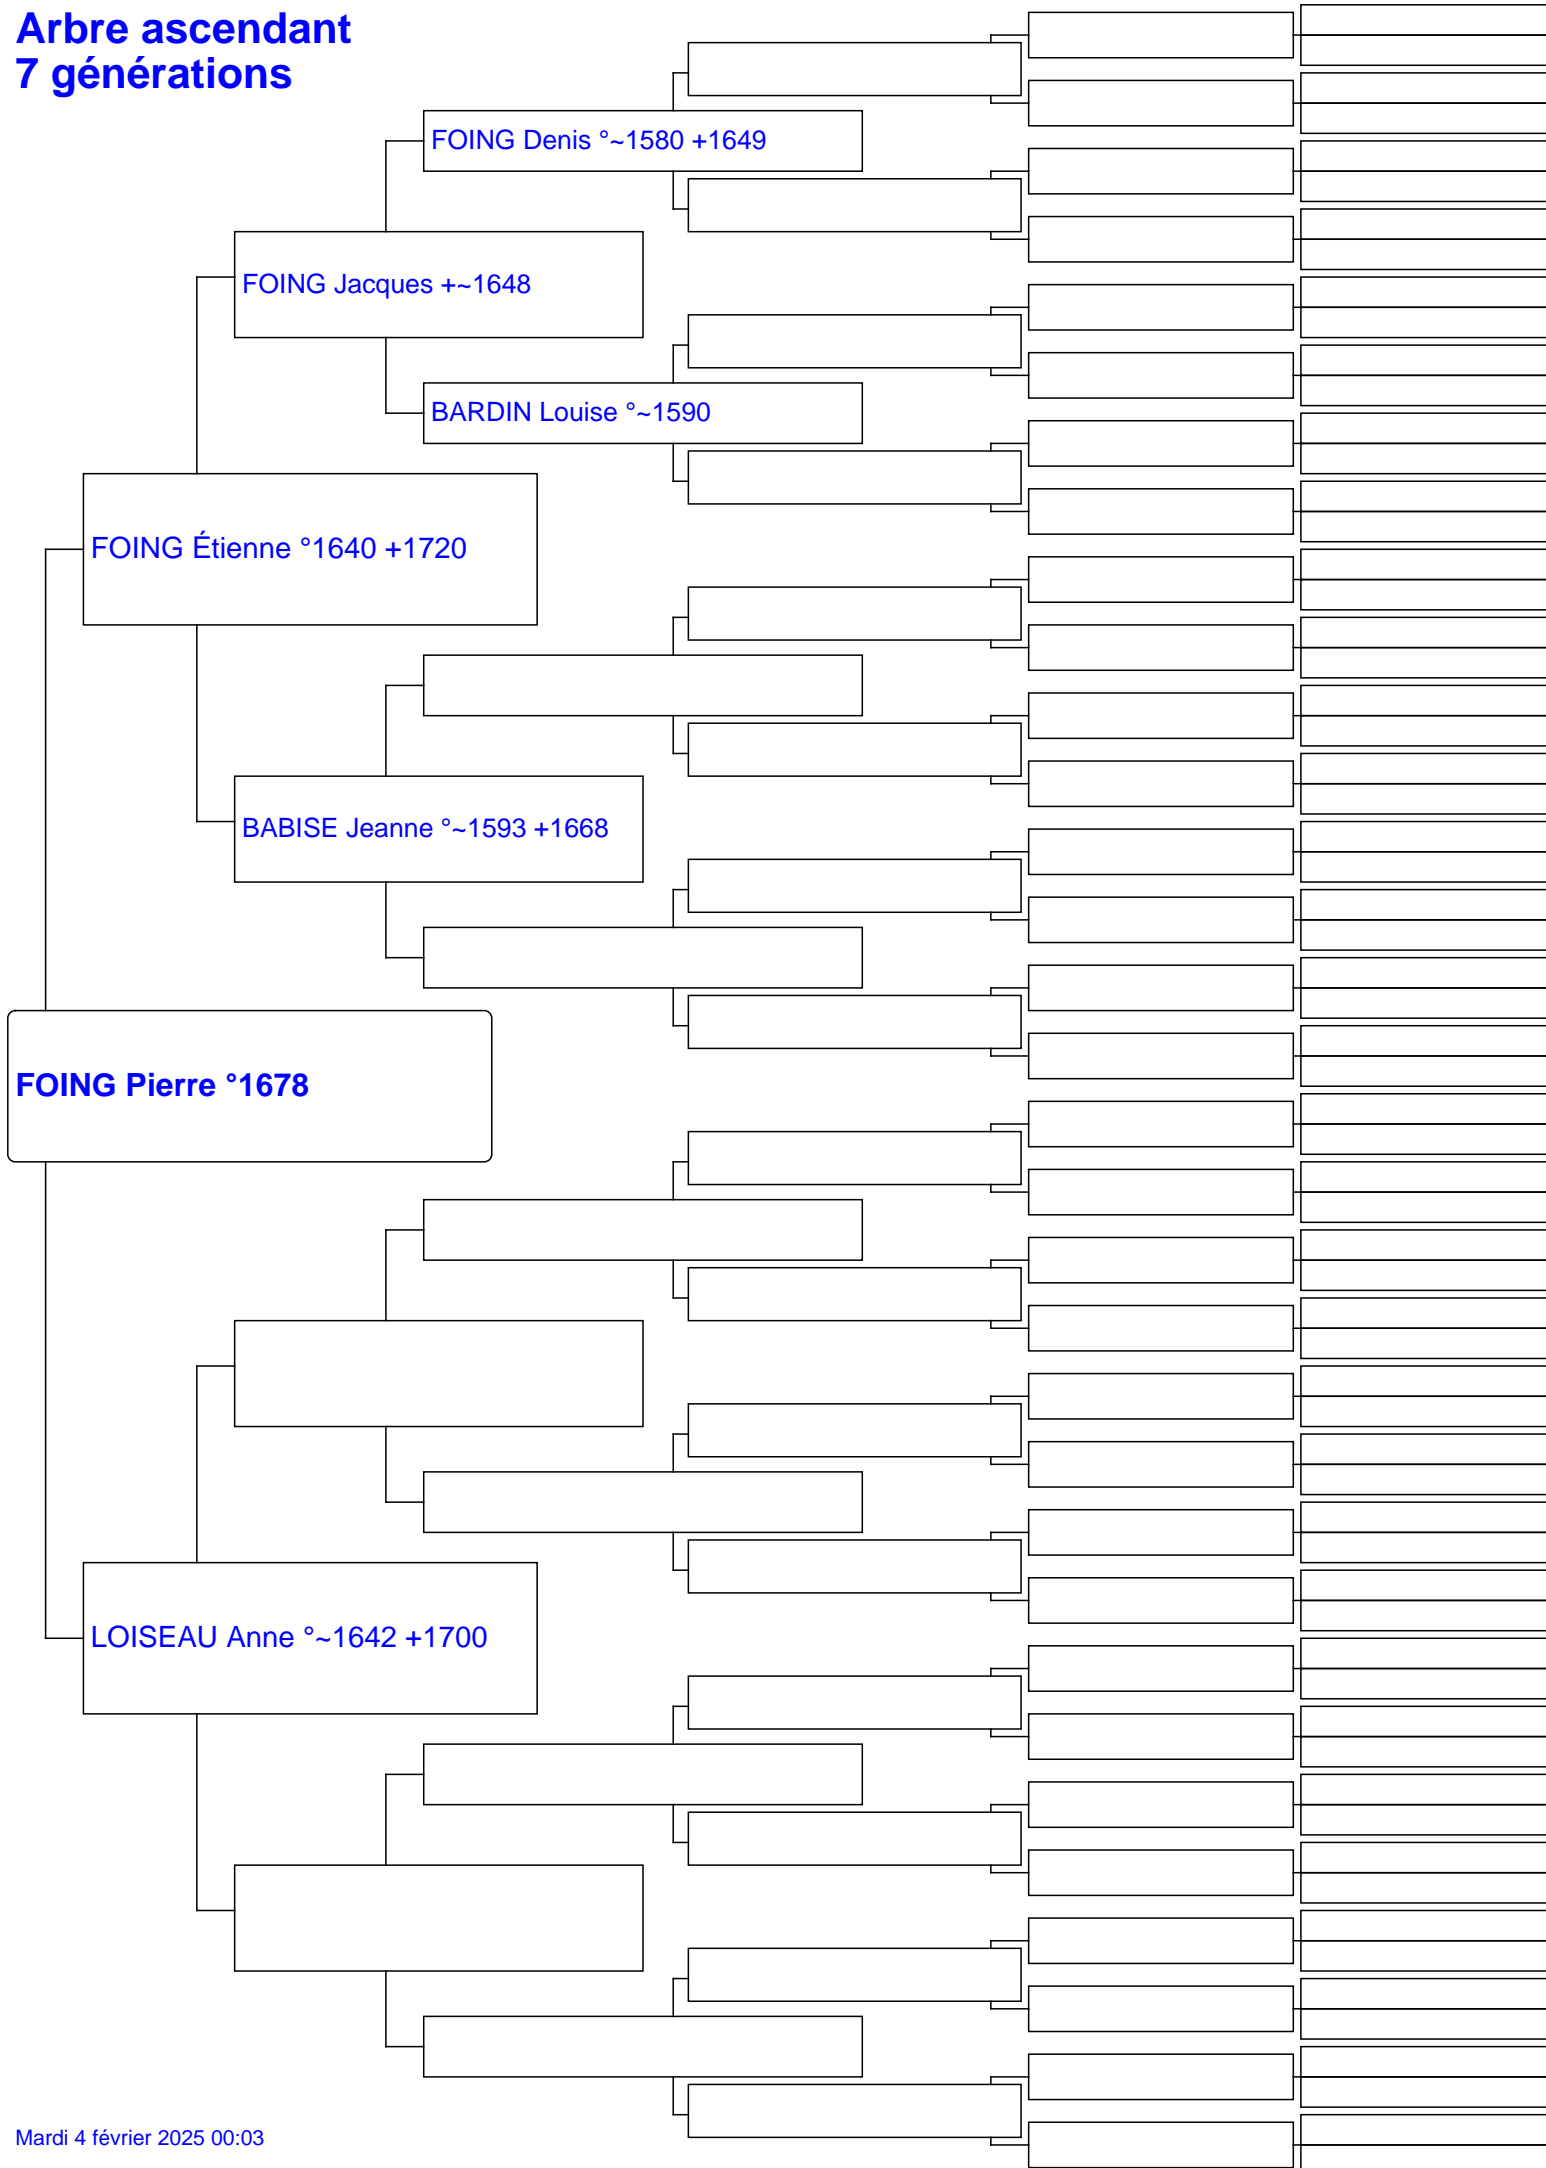 Arbre ascendant
7 générations
FOING Denis °~1580 +1649
FOING Jacques +~1648
BARDIN Louise °~1590
FOING Étienne °1640 +1720
BABISE Jeanne °~1593 +1668
FOING Pierre °1678
LOISEAU Anne °~1642 +1700
Mardi 4 février 2025 00:03